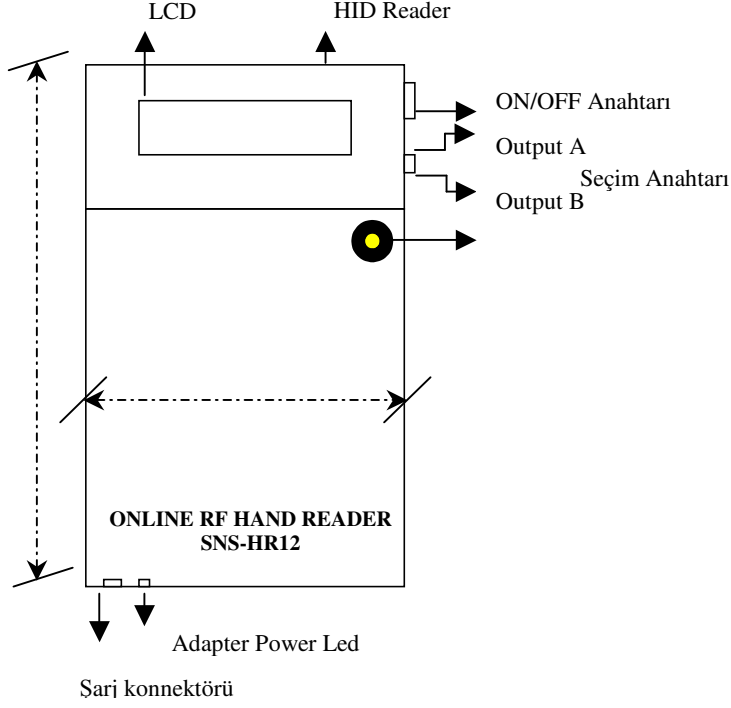 LCD
HID Reader
ON/OFF Anahtarı
Output A
Seçim Anahtarı
Output B
ONLINE RF HAND READER
SNS-HR12
Adapter Power Led
Şarj konnektörü